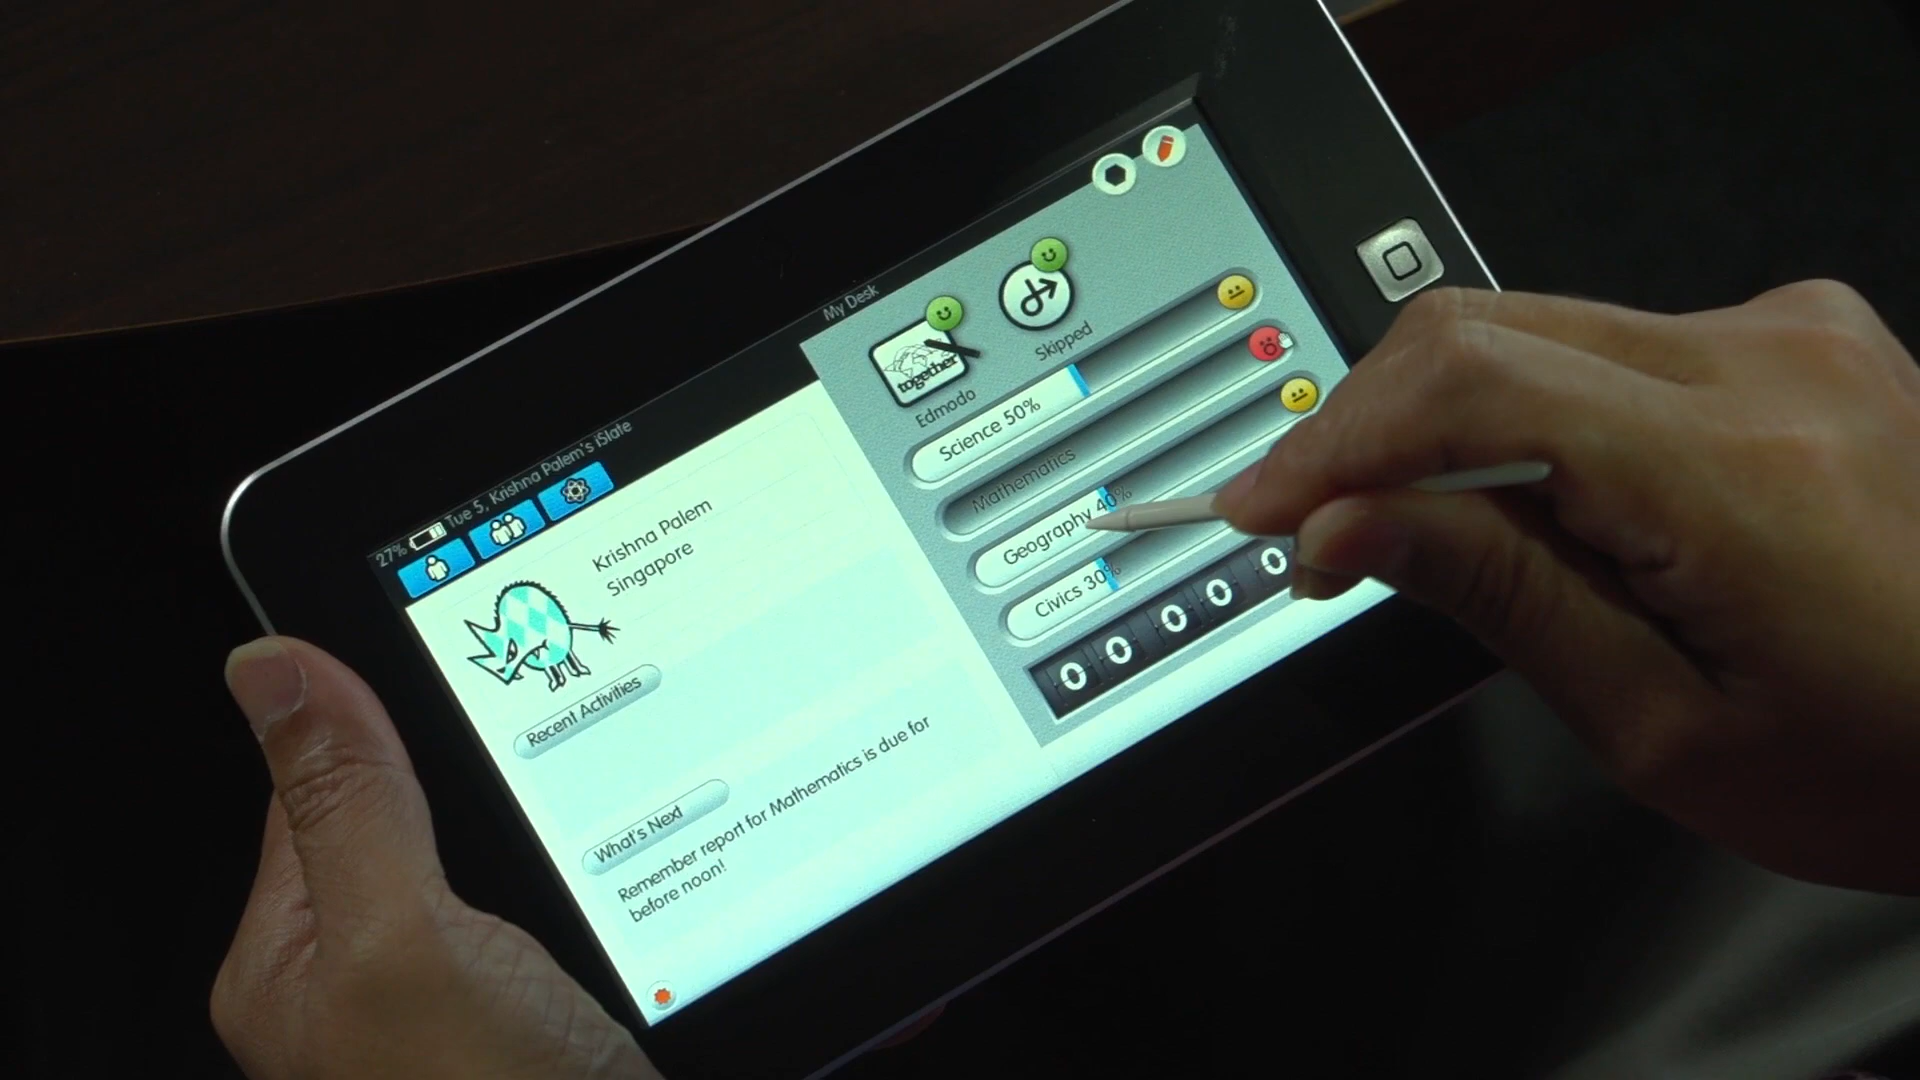 My Desk
27% Tue 5, Krishna Palem's iSlate
Krishna Palem
Singapore
Recent Activities
What's Next
Remember report for Mathematics is due for
before noon!
together
Edmodo
Skipped
Science 50%
Mathematics
Geography 40%
Civics 30%
0 0 0 0 0